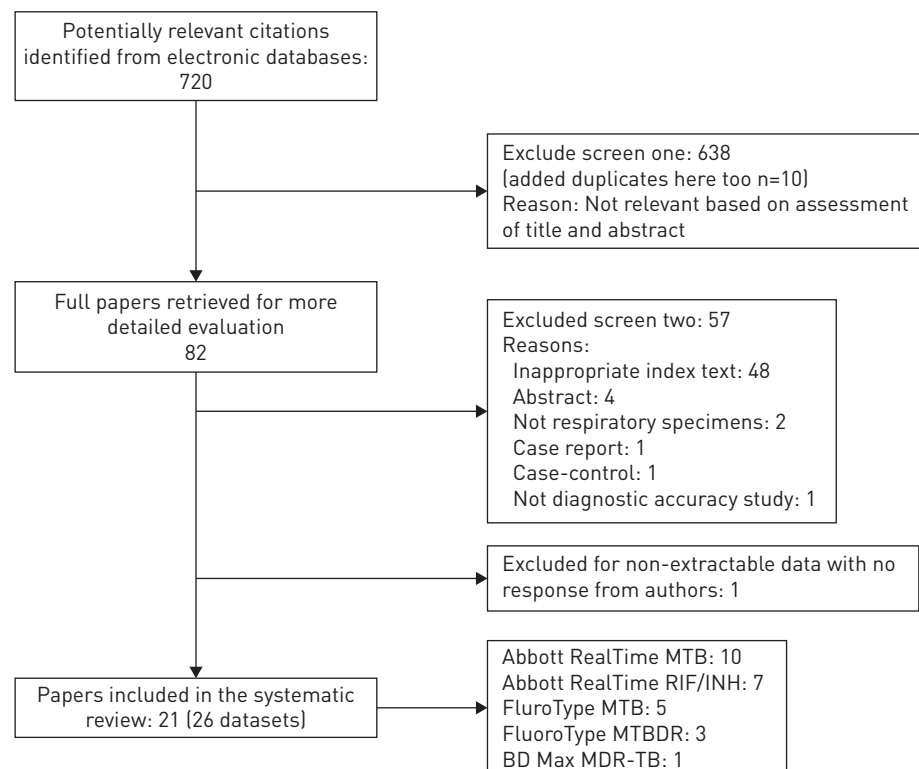 Potentially relevant citations
identified from electronic databases:
720
Exclude screen one: 638
(added duplicates here too n=10)
Reason: Not relevant based on assessment
of title and abstract
Full papers retrieved for more
detailed evaluation
82
Excluded screen two: 57
Reasons:
Inappropriate index text: 48
Abstract: 4
Not respiratory specimens: 2
Case report: 1
Case-control: 1
Not diagnostic accuracy study: 1
Excluded for non-extractable data with no
response from authors: 1
Papers included in the systematic
review: 21 (26 datasets)
Abbott RealTime MTB: 10
Abbott RealTime RIF/INH: 7
FluroType MTB: 5
FluoroType MTBDR: 3
BD Max MDR-TB: 1